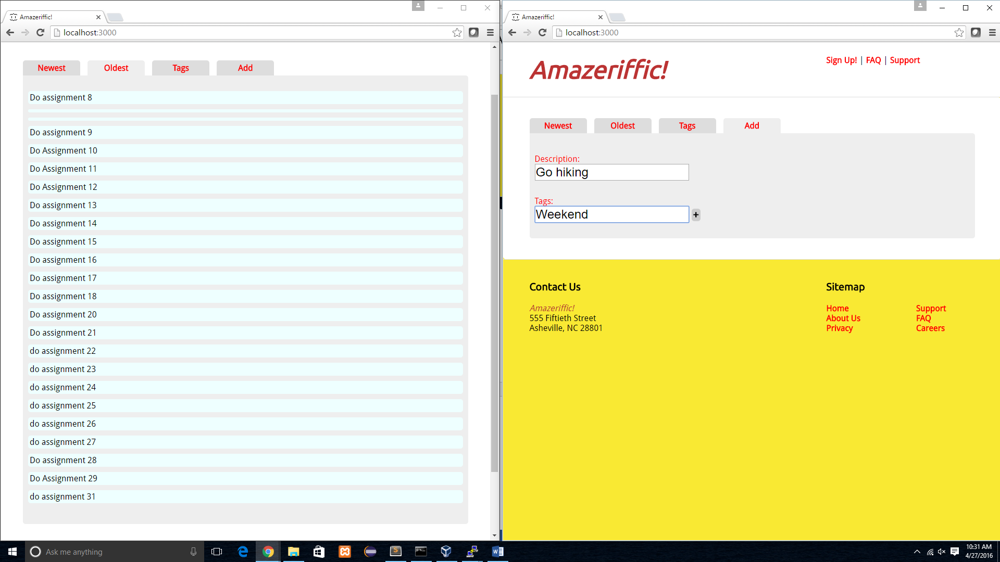 Amazeriffic!
localhost:3000
Newest Oldest Tags Add
Do assignment 8
Do assignment 9
Do Assignment 10
Do Assignment 11
Do Assignment 12
Do assignment 13
Do assignment 14
Do assignment 15
Do assignment 16
Do assignment 17
Do assignment 18
Do assignment 20
Do assignment 21
do assignment 22
do assignment 23
do assignment 24
do assignment 25
do assignment 26
do assignment 27
Do assignment 28
Do Assignment 29
do assignment 31
Amazeriffic!
localhost:3000
Amazeriffic!
Sign Up! | FAQ | Support
Newest Oldest Tags Add
Description:
Go hiking
Tags:
Weekend +
Contact Us
Amazeriffic!
555 Fiftieth Street
Asheville, NC 28801
Sitemap
Home Support
About Us FAQ
Privacy Careers
Ask me anything
10:31 AM
4/27/2016